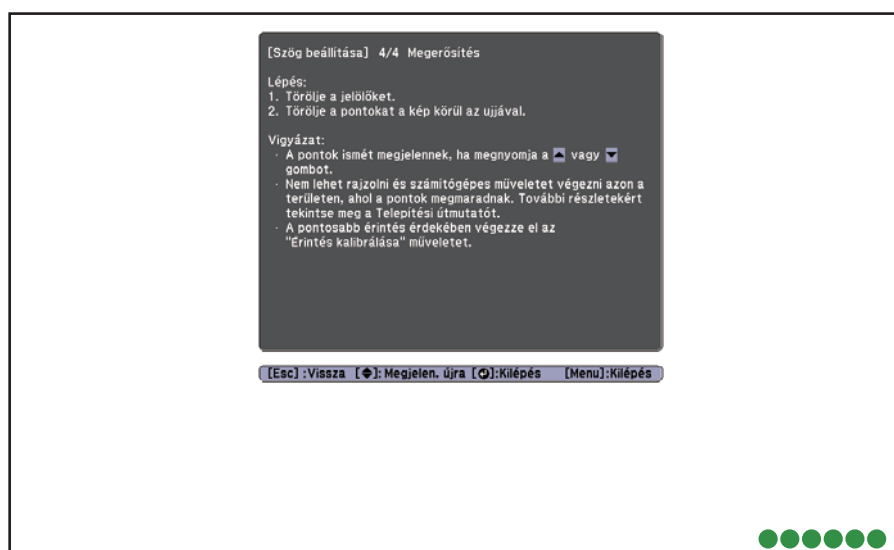 [Szög beállítása] 4/4 Megerősítés
Lépés:
1. Törölje a jelölőket.
2. Törölje a pontokat a kép körül az ujjával.
Vigyázat:
· A pontok ismét megjelennek, ha megnyomja a ▲ vagy ▼
gombot.
· Nem lehet rajzolni és számítógépes műveletet végezni azon a
területen, ahol a pontok megmaradnak. További részletekért
tekintse meg a Telepítési útmutatót.
· A pontosabb érintés érdekében végezze el az
"Érintés kalibrálása" műveletet.
[Esc] :Vissza [◆]: Megjelen. újra [⏎]:Kilépés [Menu]:Kilépés